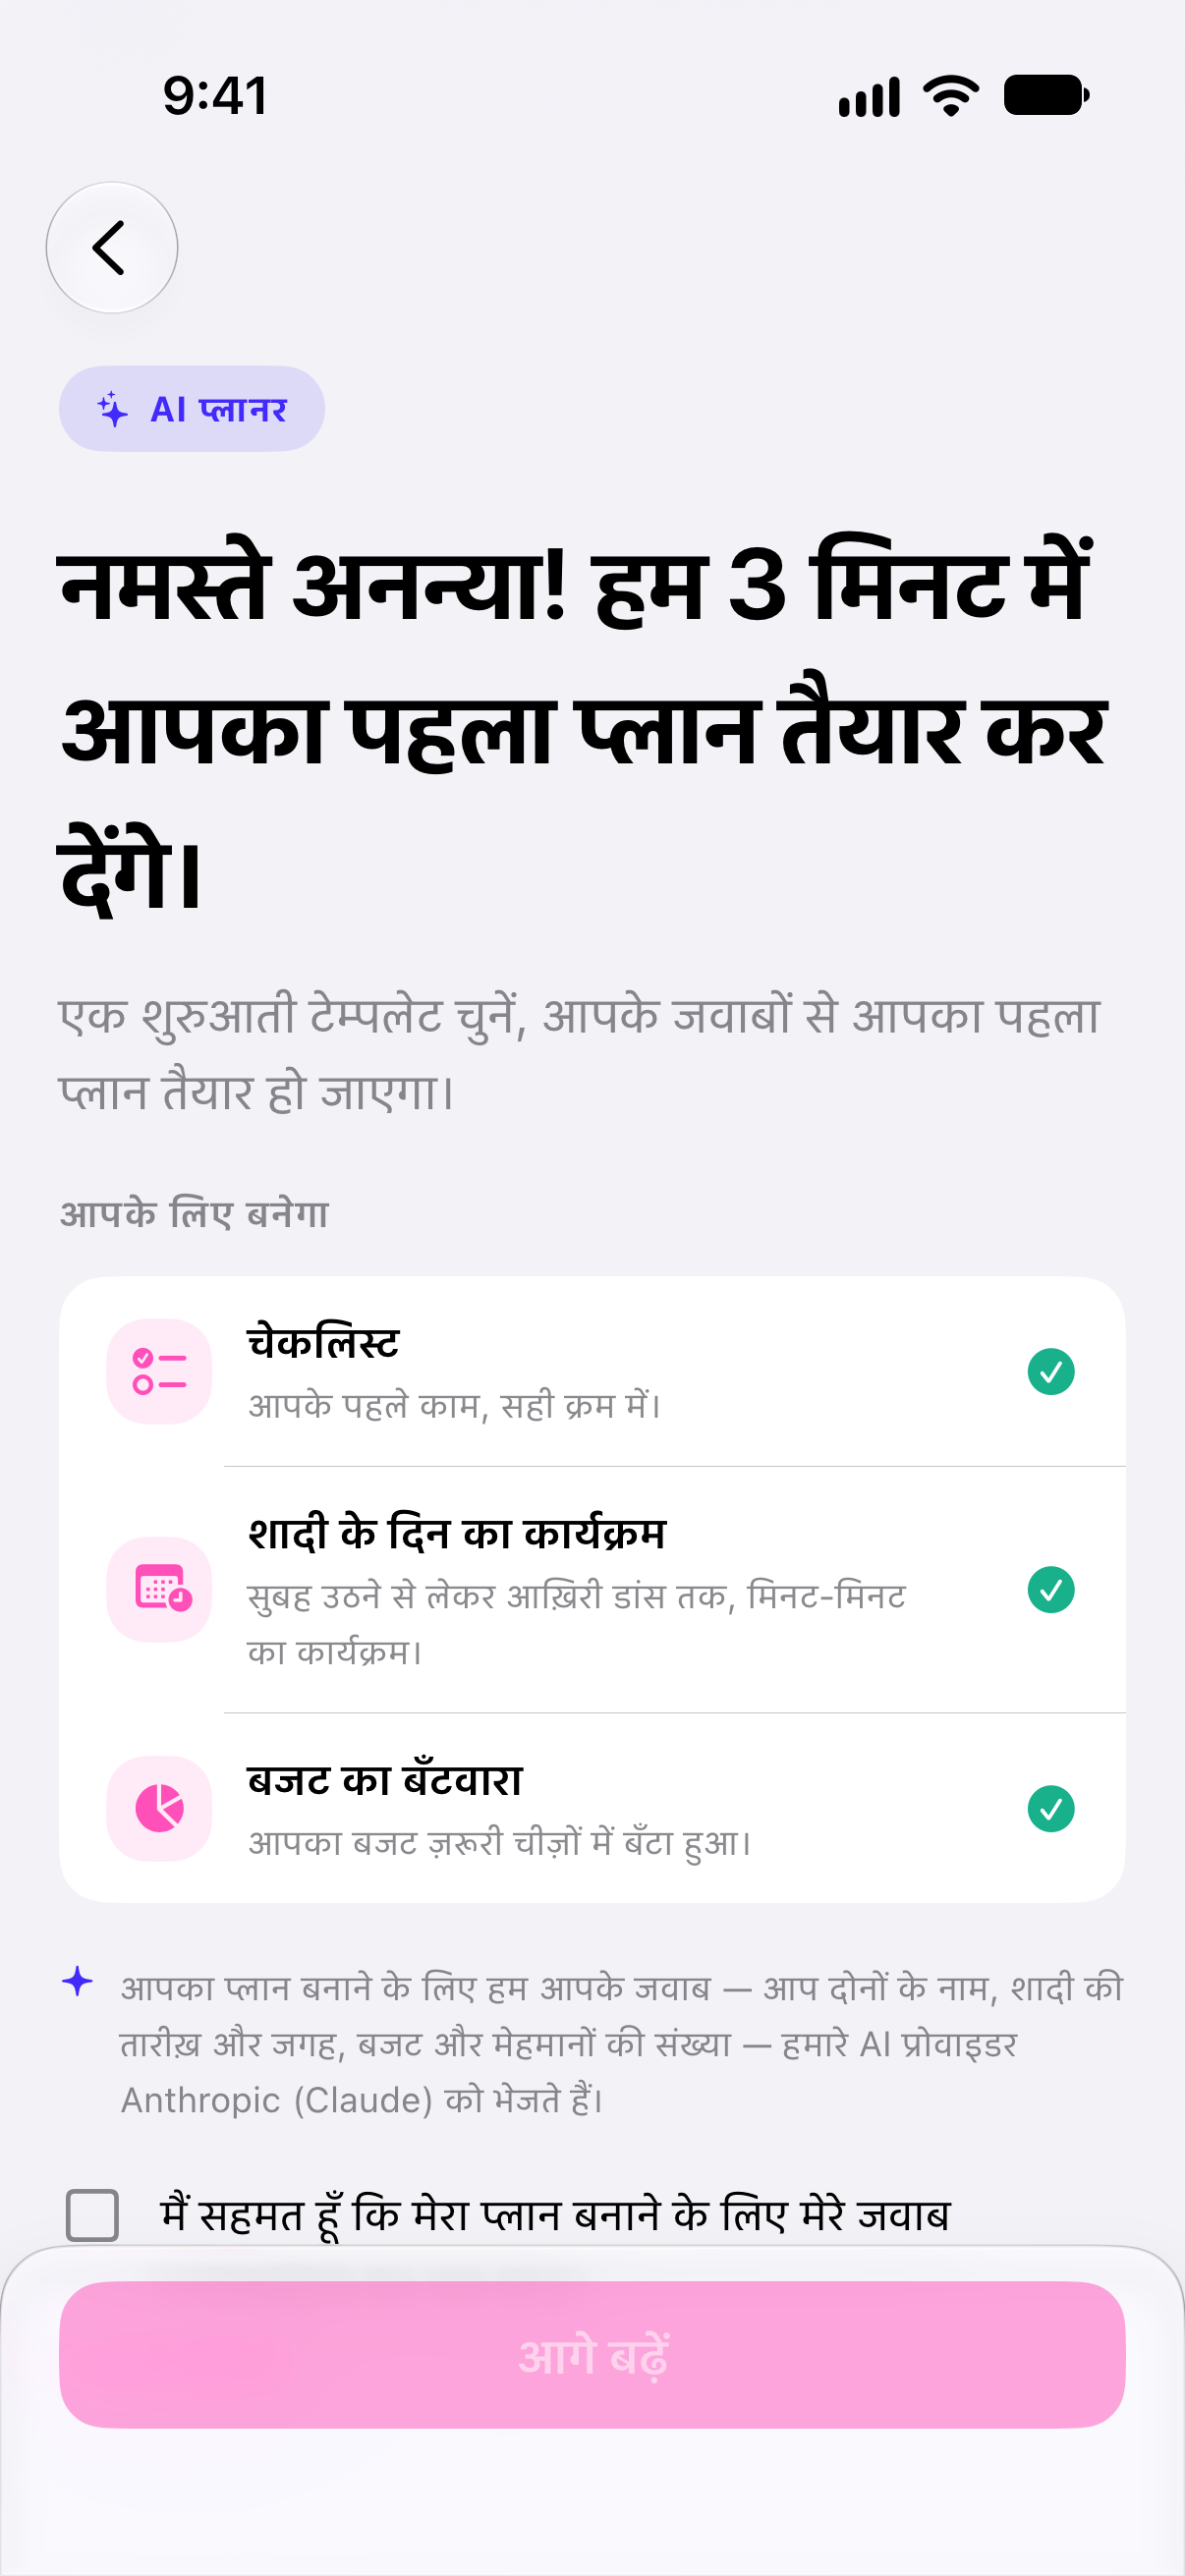 9:41
AI प्लानर
नमस्ते अनन्या! हम 3 मिनट में
आपका पहला प्लान तैयार कर
देंगे।
एक शुरुआती टेम्पलेट चुनें, आपके जवाबों से आपका पहला
प्लान तैयार हो जाएगा।
आपके लिए बनेगा
चेकलिस्ट
आपके पहले काम, सही क्रम में।
शादी के दिन का कार्यक्रम
सुबह उठने से लेकर आख़िरी डांस तक, मिनट-मिनट
का कार्यक्रम।
बजट का बँटवारा
आपका बजट ज़रूरी चीज़ों में बँटा हुआ।
आपका प्लान बनाने के लिए हम आपके जवाब — आप दोनों के नाम, शादी की
तारीख़ और जगह, बजट और मेहमानों की संख्या — हमारे AI प्रोवाइडर
Anthropic (Claude) को भेजते हैं।
मैं सहमत हूँ कि मेरा प्लान बनाने के लिए मेरे जवाब
आगे बढ़ें